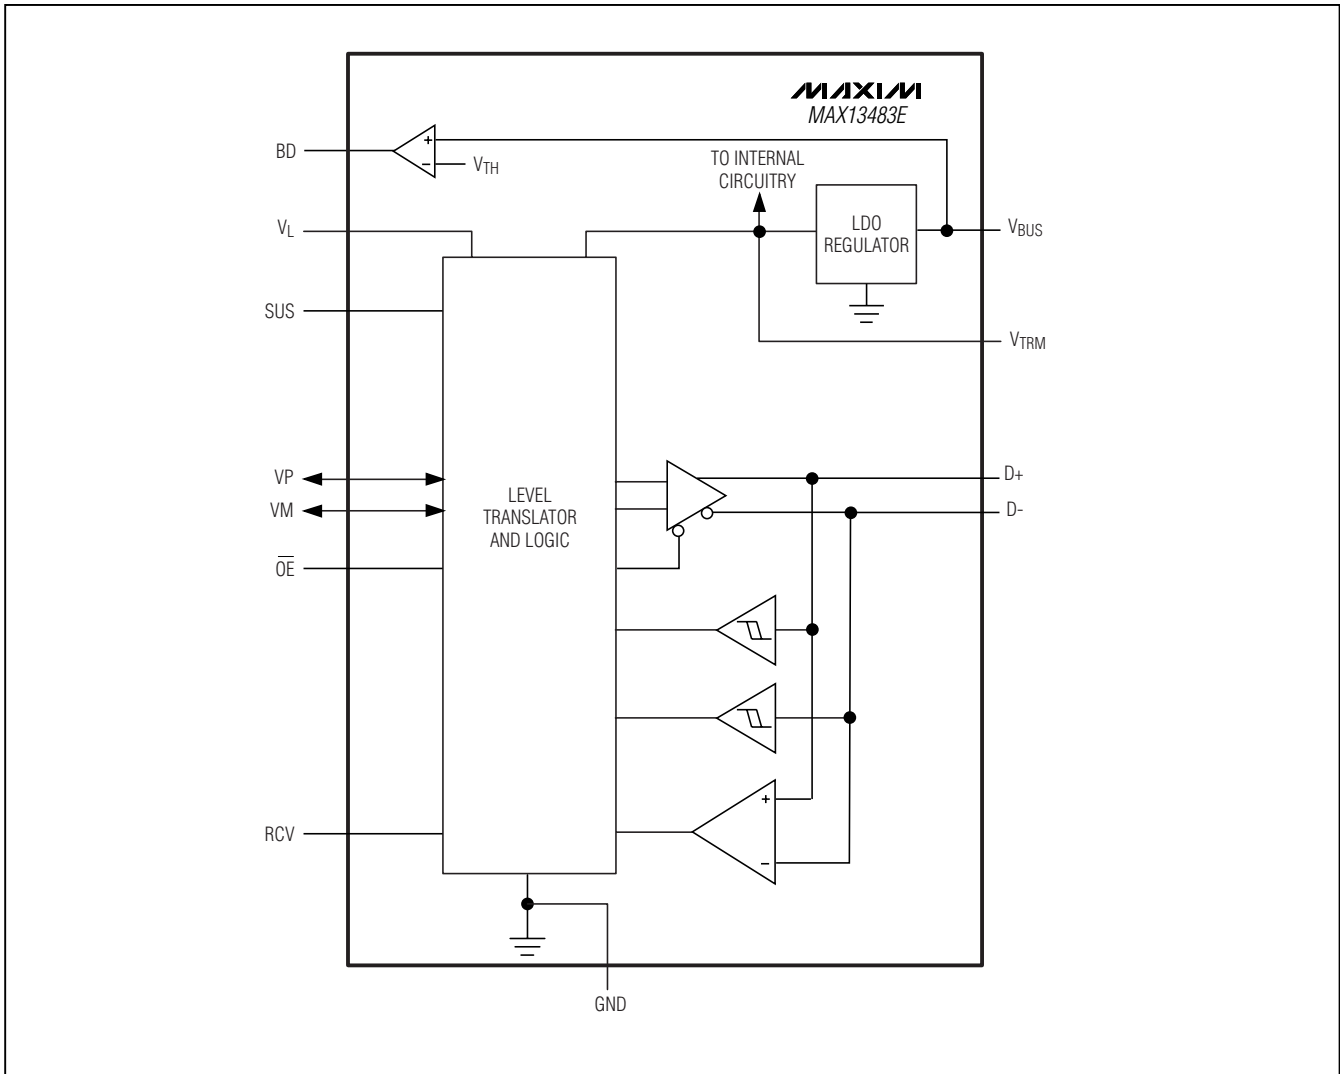 MAXIM
MAX13483E
BD
+
−
VTH
TO INTERNAL
CIRCUITRY
VL
LDO
REGULATOR
VBUS
SUS
VTRM
VP
D+
VM
D-
LEVEL
TRANSLATOR
AND LOGIC
O̅E̅
+
−
RCV
GND